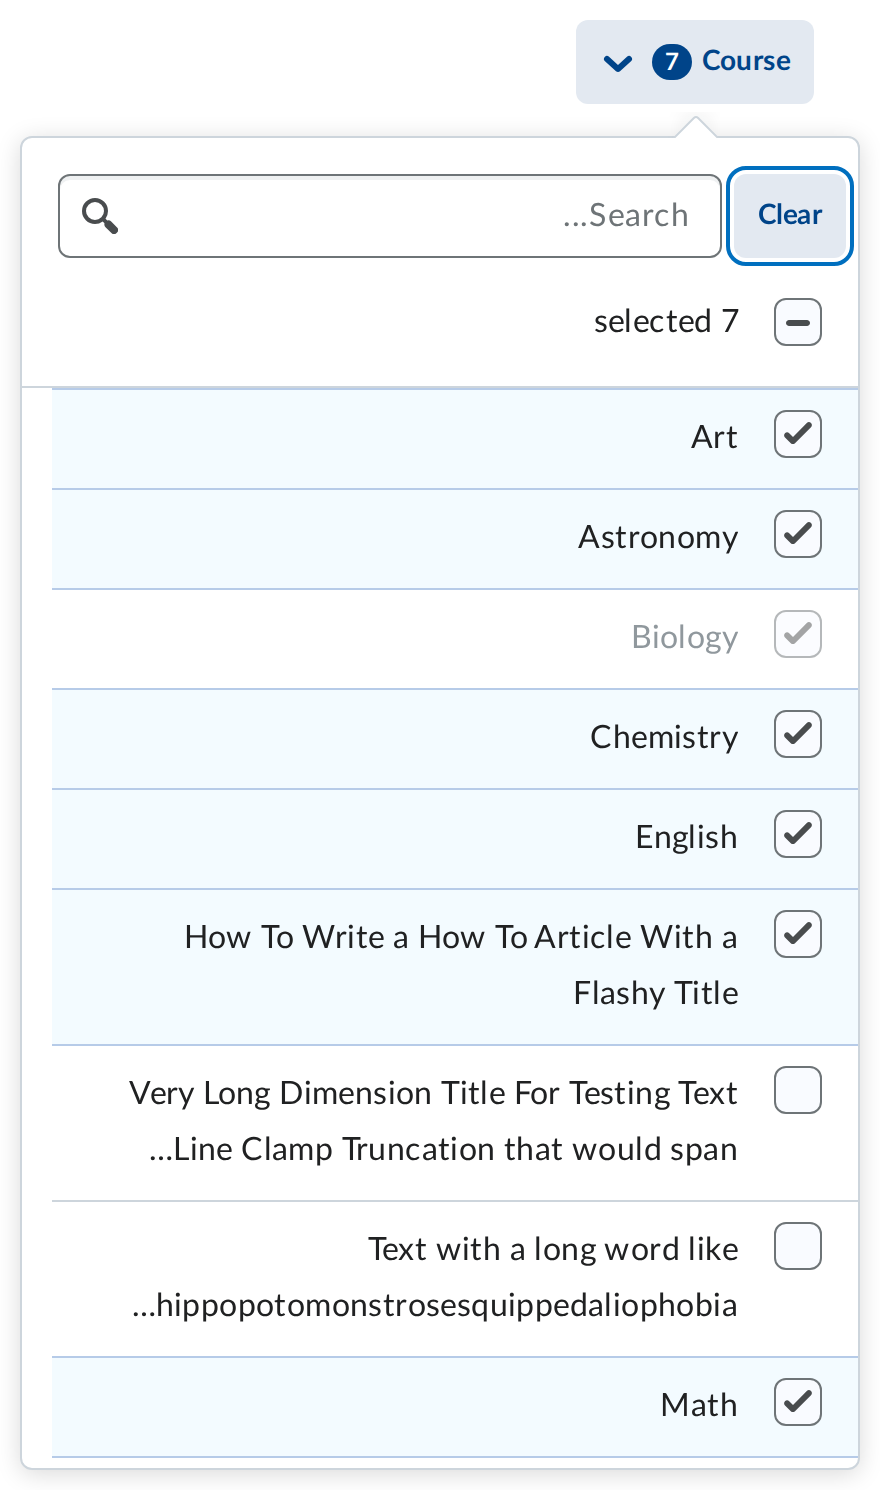 7 Course
...Search
Clear
selected 7
Art
Astronomy
Biology
Chemistry
English
How To Write a How To Article With a
Flashy Title
Very Long Dimension Title For Testing Text
...Line Clamp Truncation that would span
Text with a long word like
...hippopotomonstrosesquippedaliophobia
Math